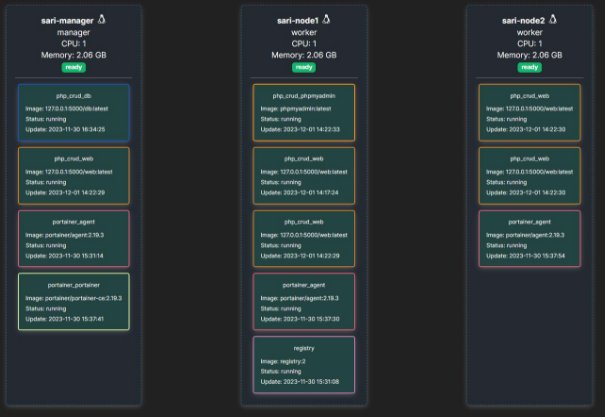 sari-manager
manager
CPU: 1
Memory: 2.06 GB
ready
php_crud_db
Image: 127.0.0.1:5000/db:latest
Status: running
Update: 2023-11-30 16:34:25
php_crud_web
Image: 127.0.0.1:5000/web:latest
Status: running
Update: 2023-12-01 14:22:29
portainer_agent
Image: portainer/agent:2.19.3
Status: running
Update: 2023-11-30 15:31:14
portainer_portainer
Image: portainer/portainer-ce:2.19.3
Status: running
Update: 2023-11-30 15:37:41
sari-node1
worker
CPU: 1
Memory: 2.06 GB
ready
php_crud_phpmyadmin
Image: phpmyadmin:latest
Status: running
Update: 2023-12-01 14:22:33
php_crud_web
Image: 127.0.0.1:5000/web:latest
Status: running
Update: 2023-12-01 14:17:24
php_crud_web
Image: 127.0.0.1:5000/web:latest
Status: running
Update: 2023-12-01 14:22:29
portainer_agent
Image: portainer/agent:2.19.3
Status: running
Update: 2023-11-30 15:37:30
registry
Image: registry:2
Status: running
Update: 2023-11-30 15:31:08
sari-node2
worker
CPU: 1
Memory: 2.06 GB
ready
php_crud_web
Image: 127.0.0.1:5000/web:latest
Status: running
Update: 2023-12-01 14:22:30
php_crud_web
Image: 127.0.0.1:5000/web:latest
Status: running
Update: 2023-12-01 14:22:30
portainer_agent
Image: portainer/agent:2.19.3
Status: running
Update: 2023-11-30 15:37:54